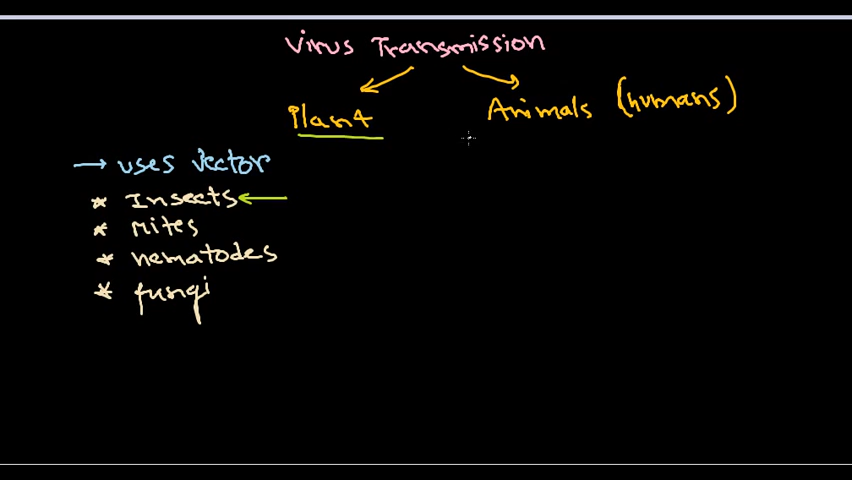 Virus Transmission
Plant
Animals (humans)
→ uses vector
* Insects ←
* mites
* nematodes
* fungi